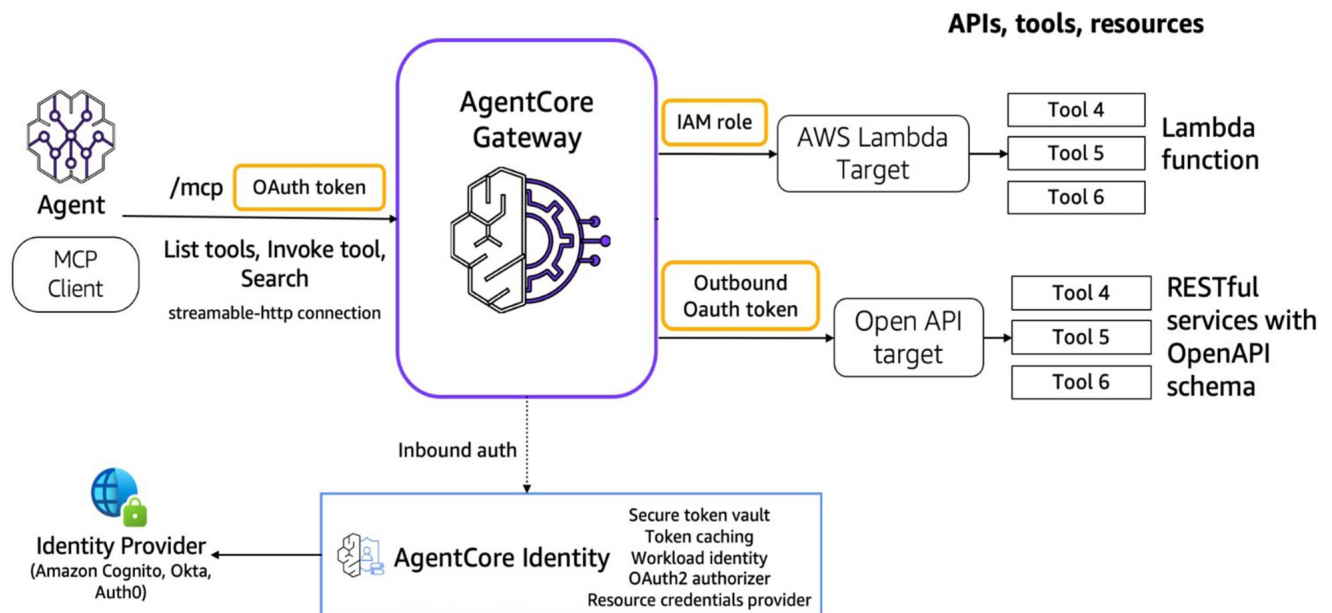 APIs, tools, resources
Agent
MCP
Client
/mcp
OAuth token
List tools, Invoke tool,
Search
streamable-http connection
AgentCore
Gateway
IAM role
AWS Lambda
Target
Tool 4
Tool 5
Tool 6
Lambda
function
Outbound
Oauth token
Open API
target
Tool 4
Tool 5
Tool 6
RESTful
services with
OpenAPI
schema
Inbound auth
Identity Provider
(Amazon Cognito, Okta,
Auth0)
AgentCore Identity
Secure token vault
Token caching
Workload identity
OAuth2 authorizer
Resource credentials provider